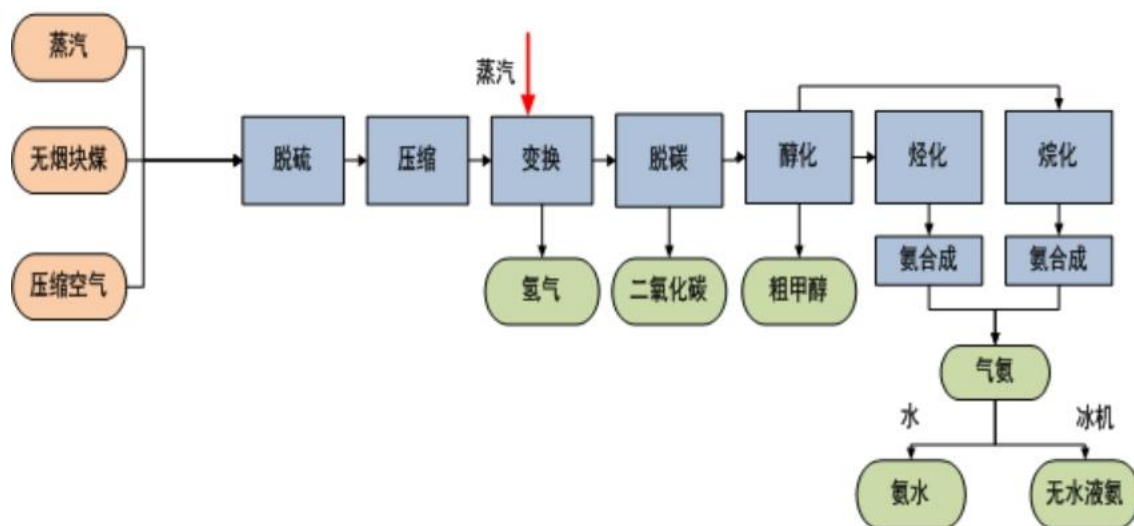 蒸汽
蒸汽
无烟块煤
脱硫
压缩
变换
脱碳
醇化
烃化
烷化
氨合成
氨合成
压缩空气
氢气
二氧化碳
粗甲醇
气氨
水
冰机
氨水
无水液氨